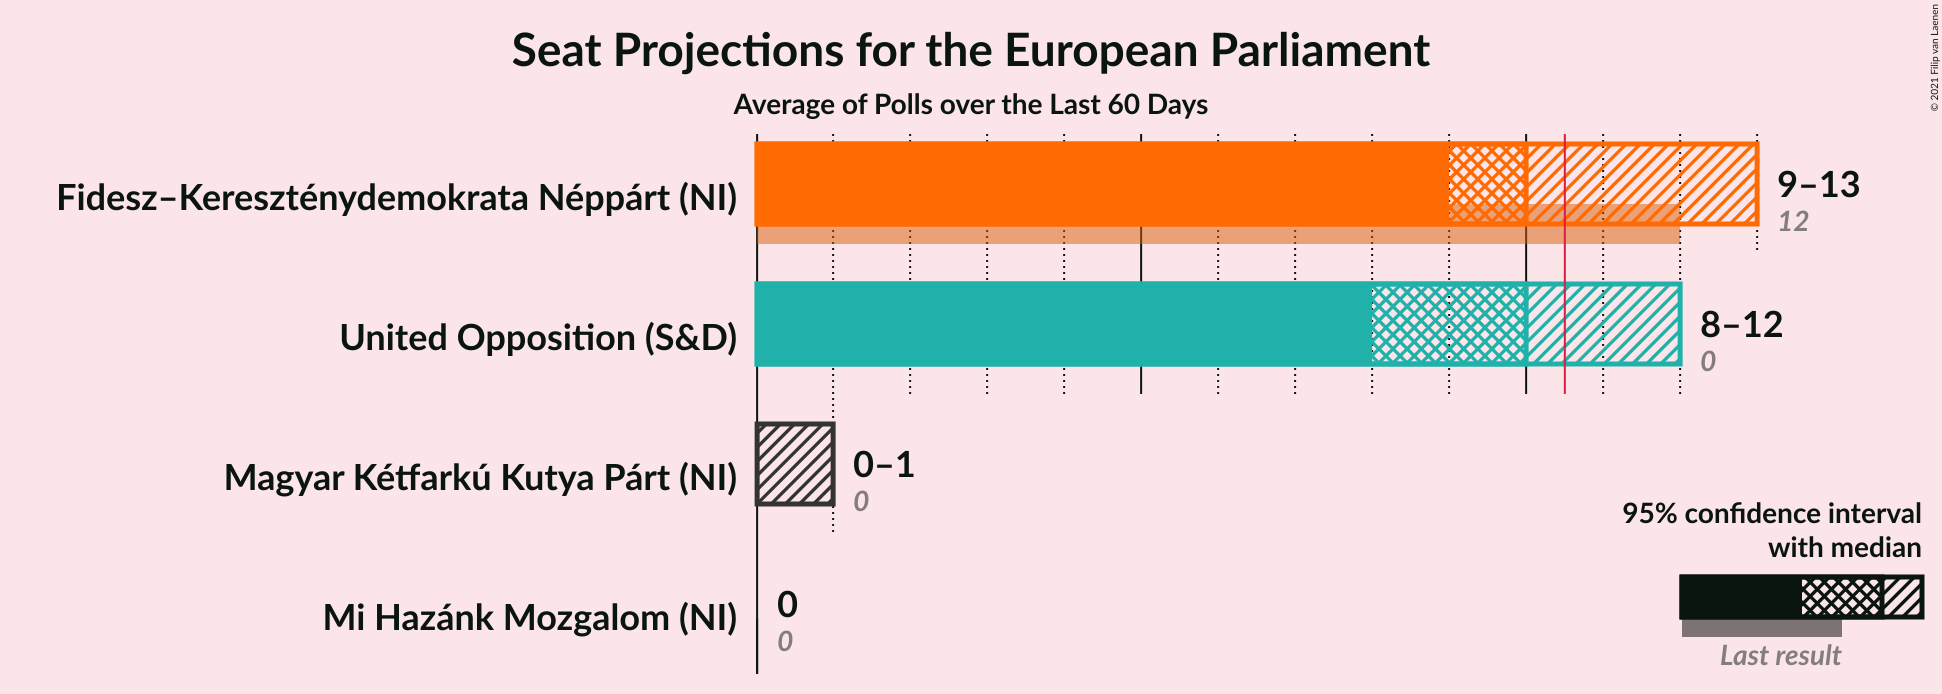 Seat Projections for the European Parliament
Average of Polls over the Last 60 Days
Fidesz–Kereszténydemokrata Néppárt (NI)
9–13
12
United Opposition (S&D)
8–12
0
Magyar Kétfarkú Kutya Párt (NI)
0–1
0
Mi Hazánk Mozgalom (NI)
0
0
95% confidence interval
with median
Last result
© 2021 Filip van Laenen